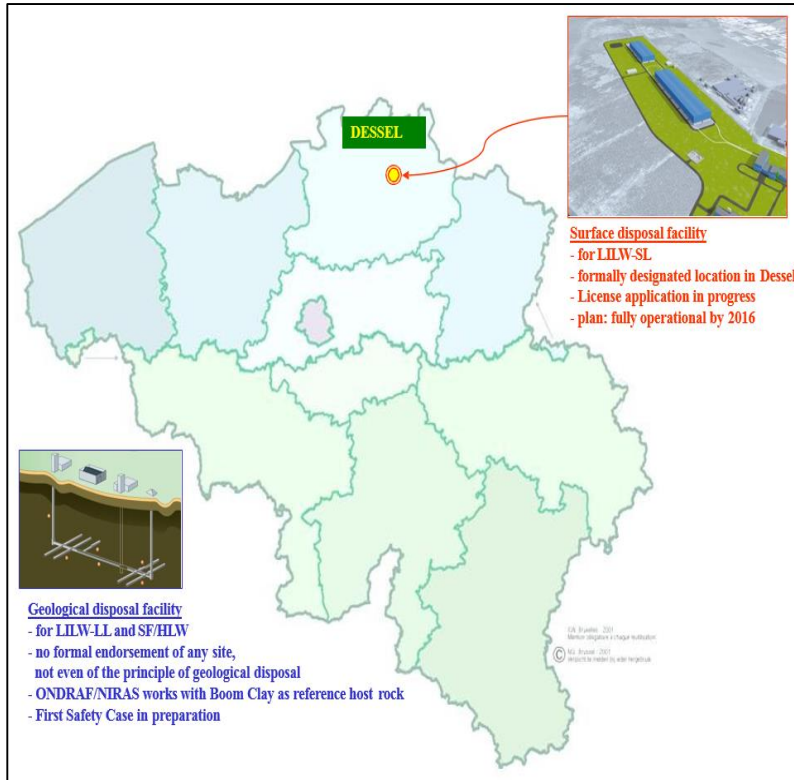 DESSEL
Surface disposal facility
- for LILW-SL
- formally designated location in Dessel
- License application in progress
- plan: fully operational by 2016
Geological disposal facility
- for LILW-LL and SF/HLW
- no formal endorsement of any site,
not even of the principle of geological disposal
- ONDRAF/NIRAS works with Boom Clay as reference host rock
- First Safety Case in preparation
©